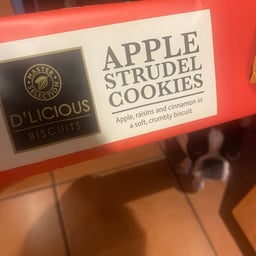 MASTER
SELECTION
D'LICIOUS
BISCUITS
APPLE
STRUDEL
COOKIES
Apple, raisins and cinnamon in
a soft, crumbly biscuit